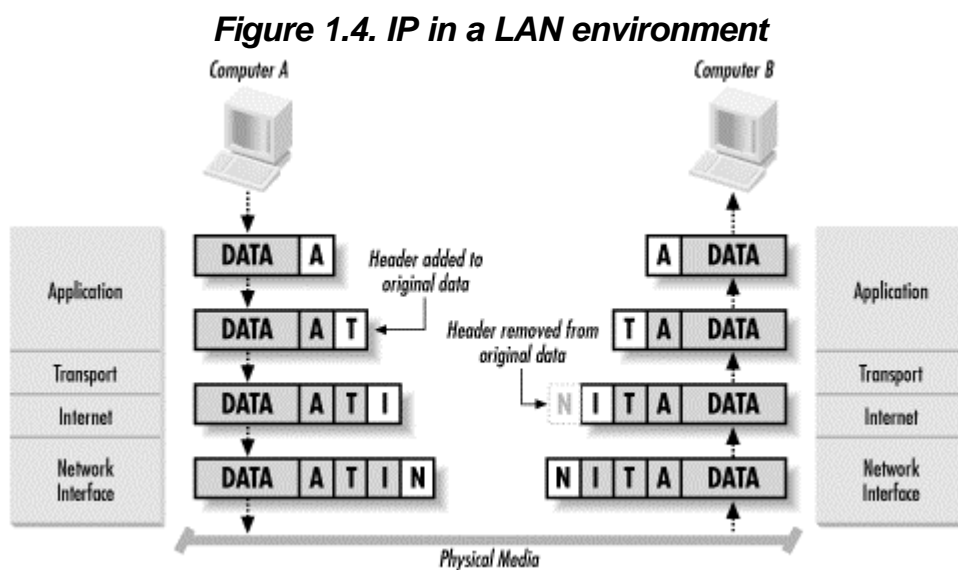 Figure 1.4. IP in a LAN environment
Computer A
Computer B
DATA A
Header added to
original data
A DATA
Application
Application
DATA A T
Header removed from
original data
T A DATA
Transport
Transport
DATA A T I
N I T A DATA
Internet
Internet
Network
Interface
DATA A T I N
N I T A DATA
Network
Interface
Physical Media